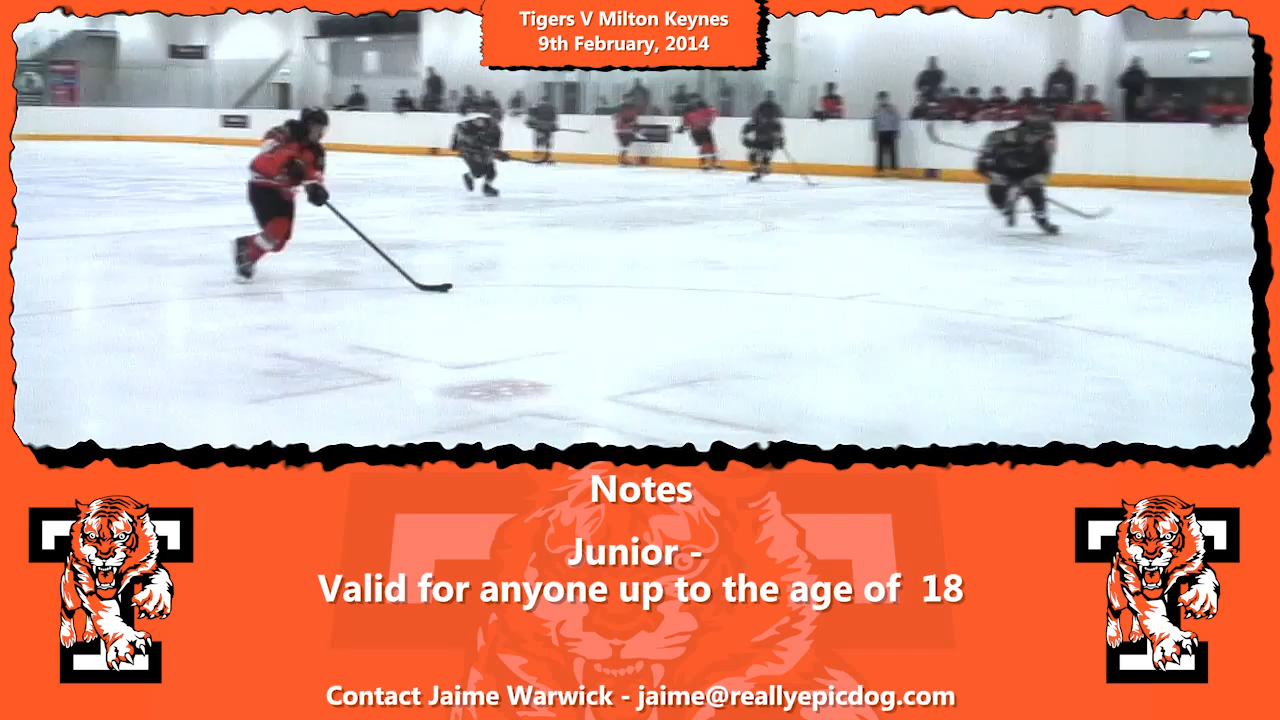 Tigers V Milton Keynes
9th February, 2014
Notes
Junior -
Valid for anyone up to the age of 18
Contact Jaime Warwick - jaime@reallyepicdog.com